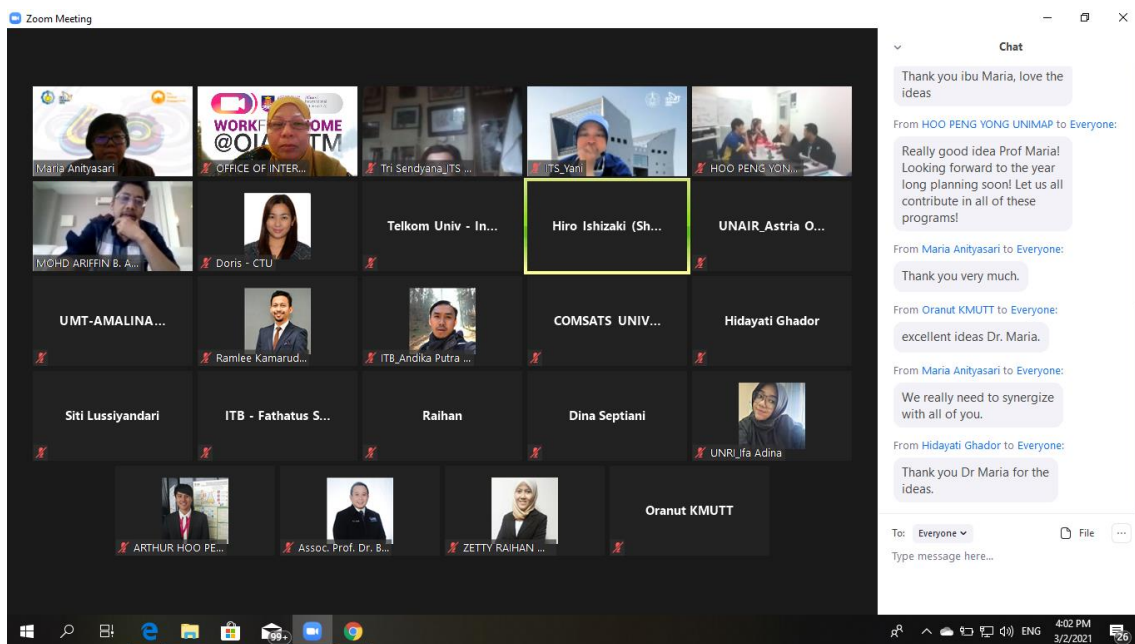 Zoom Meeting
Chat
Maria Anityasari
WORK
OME
OFFICE OF INTER...
Tri Sendyana_ITS ...
ITS_Yani
HOO PENG YON...
MOHD ARIFFIN B. A...
Doris - CTU
Telkom Univ - In...
Hiro Ishizaki (Sh...
UNAIR_Astria O...
UMT-AMALINA...
Ramlee Kamarud...
ITB_Andika Putra ...
COMSATS UNIV...
Hidayati Ghador
Siti Lussiyandari
ITB - Fathatus S...
Raihan
Dina Septiani
UNRI_Ifa Adina
ARTHUR HOO PE...
Assoc. Prof. Dr. B...
ZETTY RAIHAN ...
Oranut KMUTT
Thank you ibu Maria, love the
ideas
From HOO PENG YONG UNIMAP to Everyone:
Really good idea Prof Maria!
Looking forward to the year
long planning soon! Let us all
contribute in all of these
programs!
From Maria Anityasari to Everyone:
Thank you very much.
From Oranut KMUTT to Everyone:
excellent ideas Dr. Maria.
From Maria Anityasari to Everyone:
We really need to synergize
with all of you.
From Hidayati Ghador to Everyone:
Thank you Dr Maria for the
ideas.
To: Everyone
File
Type message here...
99+
ENG
4:02 PM
3/2/2021
26